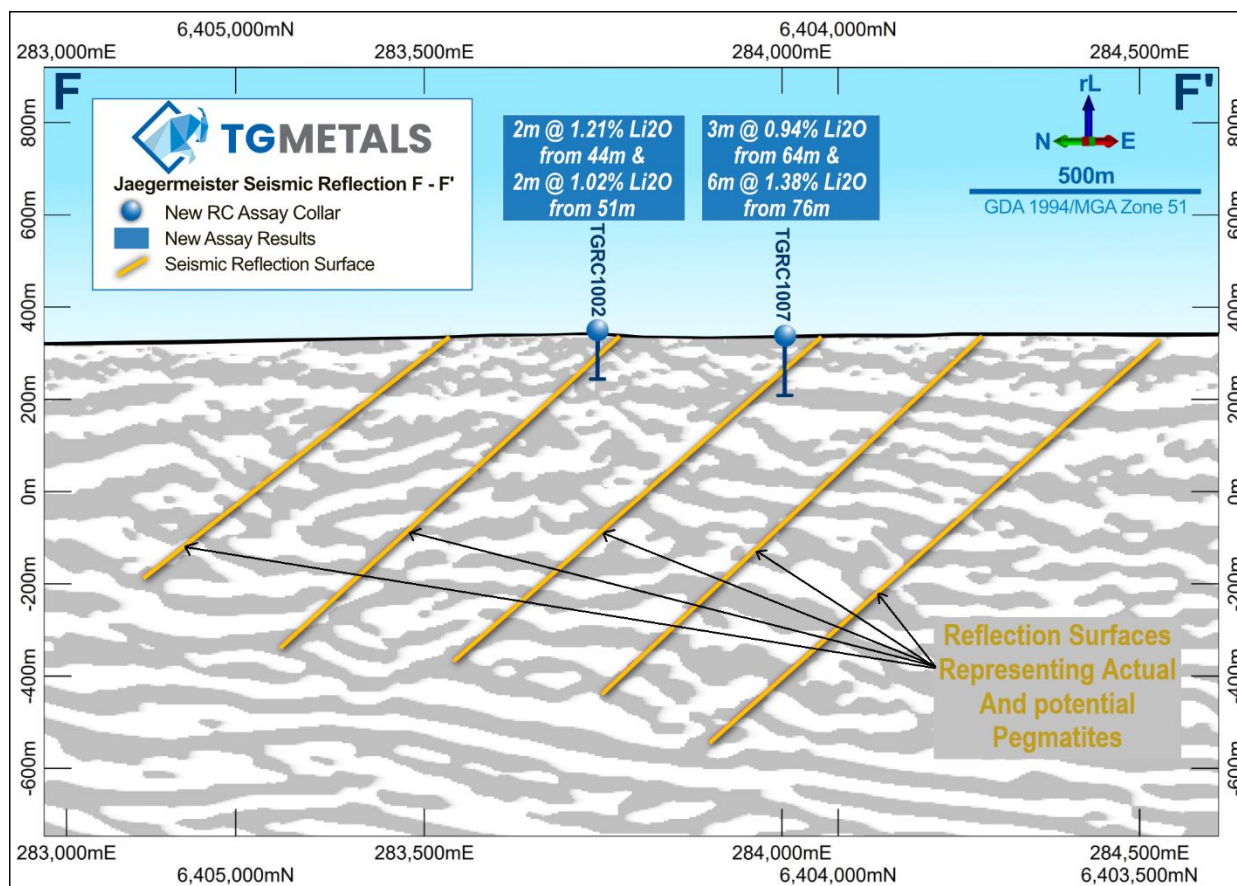 6,405,000mN 6,404,000mN
283,000mE 283,500mE 284,000mE 284,500mE
F F'
TGMETALS
Jaegermeister Seismic Reflection F - F'
New RC Assay Collar
New Assay Results
Seismic Reflection Surface
2m @ 1.21% Li2O
from 44m &
2m @ 1.02% Li2O
from 51m
3m @ 0.94% Li2O
from 64m &
6m @ 1.38% Li2O
from 76m
rL
N E
500m
GDA 1994/MGA Zone 51
TGRC1002
TGRC1007
800m 800m
600m 600m
400m 400m
200m 200m
0m 0m
-200m -200m
-400m -400m
-600m -600m
Reflection Surfaces
Representing Actual
And potential
Pegmatites
283,000mE 283,500mE 284,000mE 284,500mE
6,405,000mN 6,404,000mN 6,403,500mN